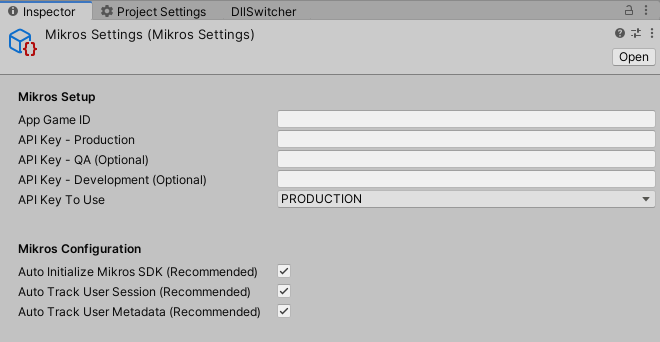 Inspector Project Settings DllSwitcher
Mikros Settings (Mikros Settings)
Open
Mikros Setup
App Game ID
API Key - Production
API Key - QA (Optional)
API Key - Development (Optional)
API Key To Use PRODUCTION
Mikros Configuration
Auto Initialize Mikros SDK (Recommended)
Auto Track User Session (Recommended)
Auto Track User Metadata (Recommended)